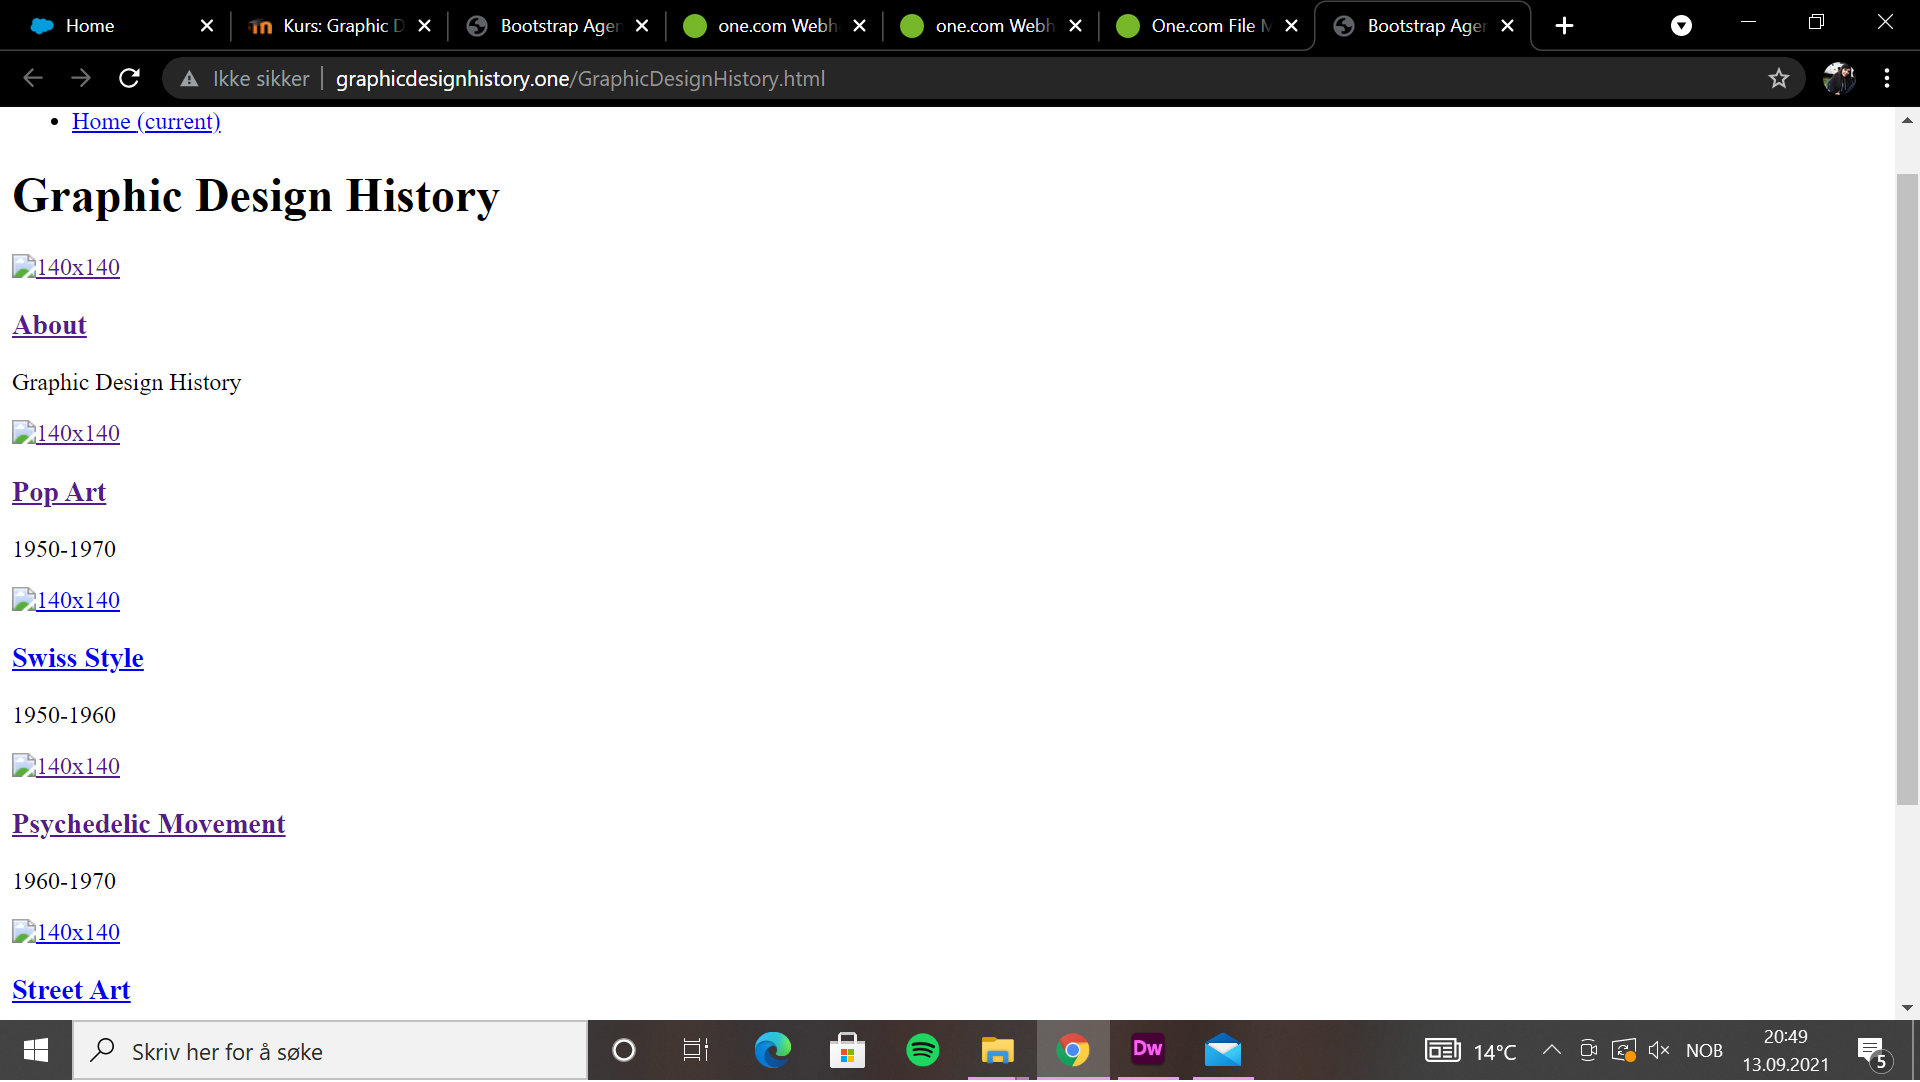 Home
Kurs: Graphic D
Bootstrap Agen
one.com Webh
one.com Webh
One.com File M
Bootstrap Agen
Ikke sikker
graphicdesignhistory.one/GraphicDesignHistory.html
Home (current)
Graphic Design History
140x140
About
Graphic Design History
140x140
Pop Art
1950-1970
140x140
Swiss Style
1950-1960
140x140
Psychedelic Movement
1960-1970
140x140
Street Art
Skriv her for å søke
Dw
14°C
NOB
20:49
13.09.2021
5